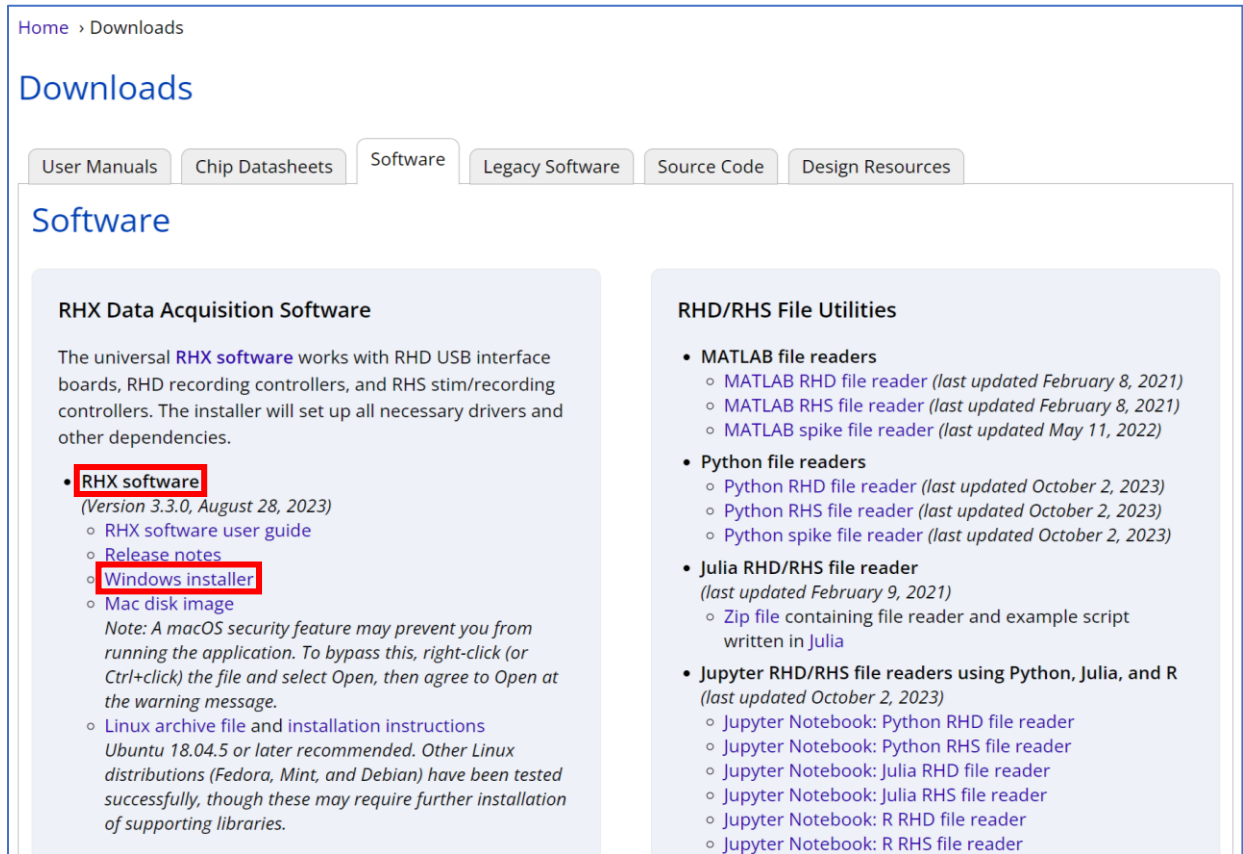 Home › Downloads
Downloads
User Manuals
Chip Datasheets
Software
Legacy Software
Source Code
Design Resources
Software
RHX Data Acquisition Software
The universal RHX software works with RHD USB interface
boards, RHD recording controllers, and RHS stim/recording
controllers. The installer will set up all necessary drivers and
other dependencies.
• RHX software
(Version 3.3.0, August 28, 2023)
◦ RHX software user guide
◦ Release notes
◦ Windows installer
◦ Mac disk image
Note: A macOS security feature may prevent you from
running the application. To bypass this, right-click (or
Ctrl+click) the file and select Open, then agree to Open at
the warning message.
◦ Linux archive file and installation instructions
Ubuntu 18.04.5 or later recommended. Other Linux
distributions (Fedora, Mint, and Debian) have been tested
successfully, though these may require further installation
of supporting libraries.
RHD/RHS File Utilities
• MATLAB file readers
◦ MATLAB RHD file reader (last updated February 8, 2021)
◦ MATLAB RHS file reader (last updated February 8, 2021)
◦ MATLAB spike file reader (last updated May 11, 2022)
• Python file readers
◦ Python RHD file reader (last updated October 2, 2023)
◦ Python RHS file reader (last updated October 2, 2023)
◦ Python spike file reader (last updated October 2, 2023)
• Julia RHD/RHS file reader
(last updated February 9, 2021)
◦ Zip file containing file reader and example script
written in Julia
• Jupyter RHD/RHS file readers using Python, Julia, and R
(last updated October 2, 2023)
◦ Jupyter Notebook: Python RHD file reader
◦ Jupyter Notebook: Python RHS file reader
◦ Jupyter Notebook: Julia RHD file reader
◦ Jupyter Notebook: Julia RHS file reader
◦ Jupyter Notebook: R RHD file reader
◦ Jupyter Notebook: R RHS file reader